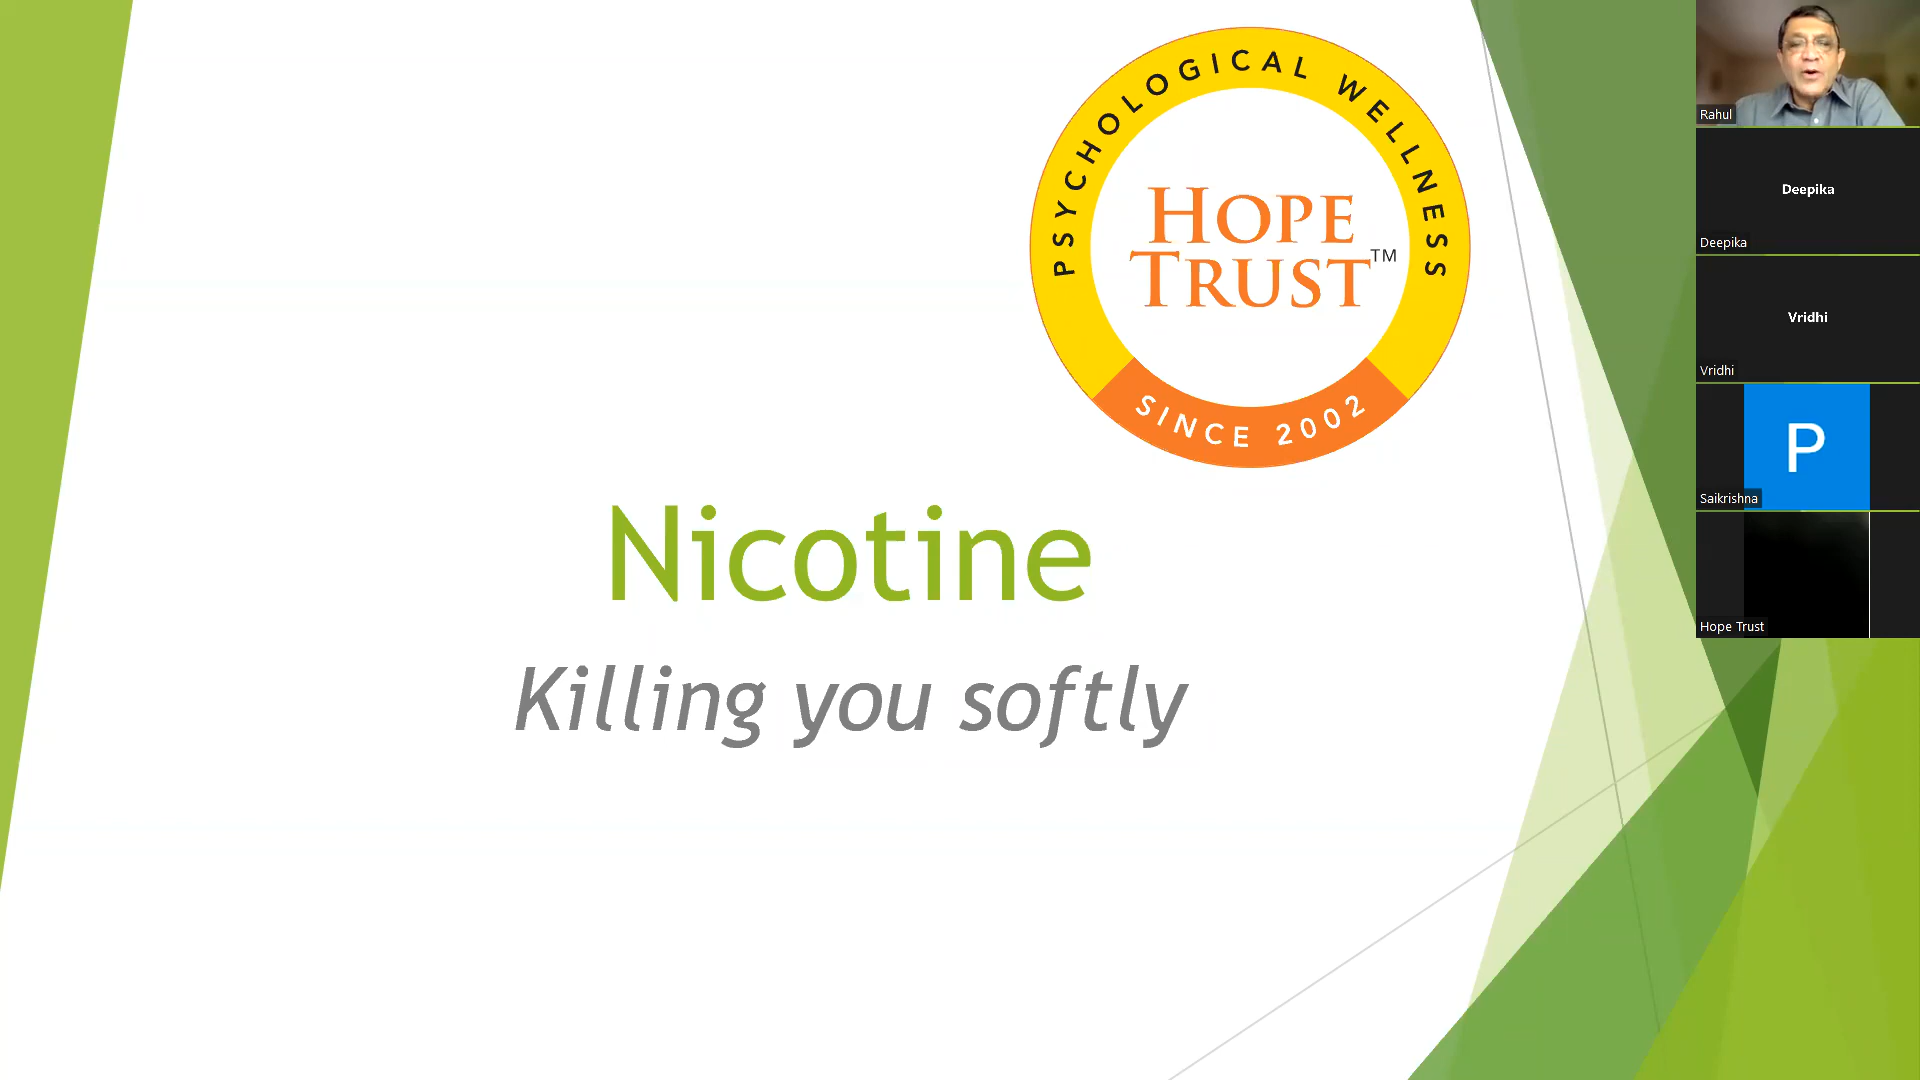 PSYCHOLOGICAL WELLNESS
HOPE
TRUST™
SINCE 2002
Nicotine
Killing you softly
Rahul
Deepika
Deepika
Vridhi
Vridhi
P
Saikrishna
Hope Trust